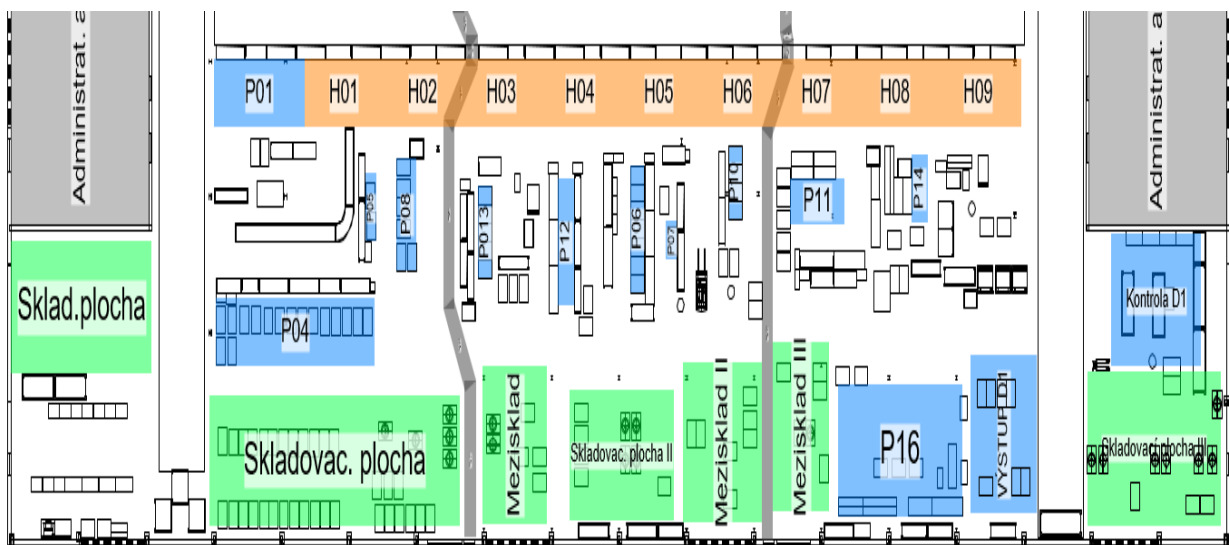 Administrat. a
Administrat. a
P01
H01
H02
H03
H04
H05
H06
H07
H08
H09
P05
P08
P013
P12
P06
P07
P10
P11
P14
Sklad.plocha
P04
Kontrola D1
Skladovac. plocha
Mezisklad
Skladovac. plocha II
Mezisklad II
Mezisklad III
P16
VÝSTUP D1
Skladovací plocha III